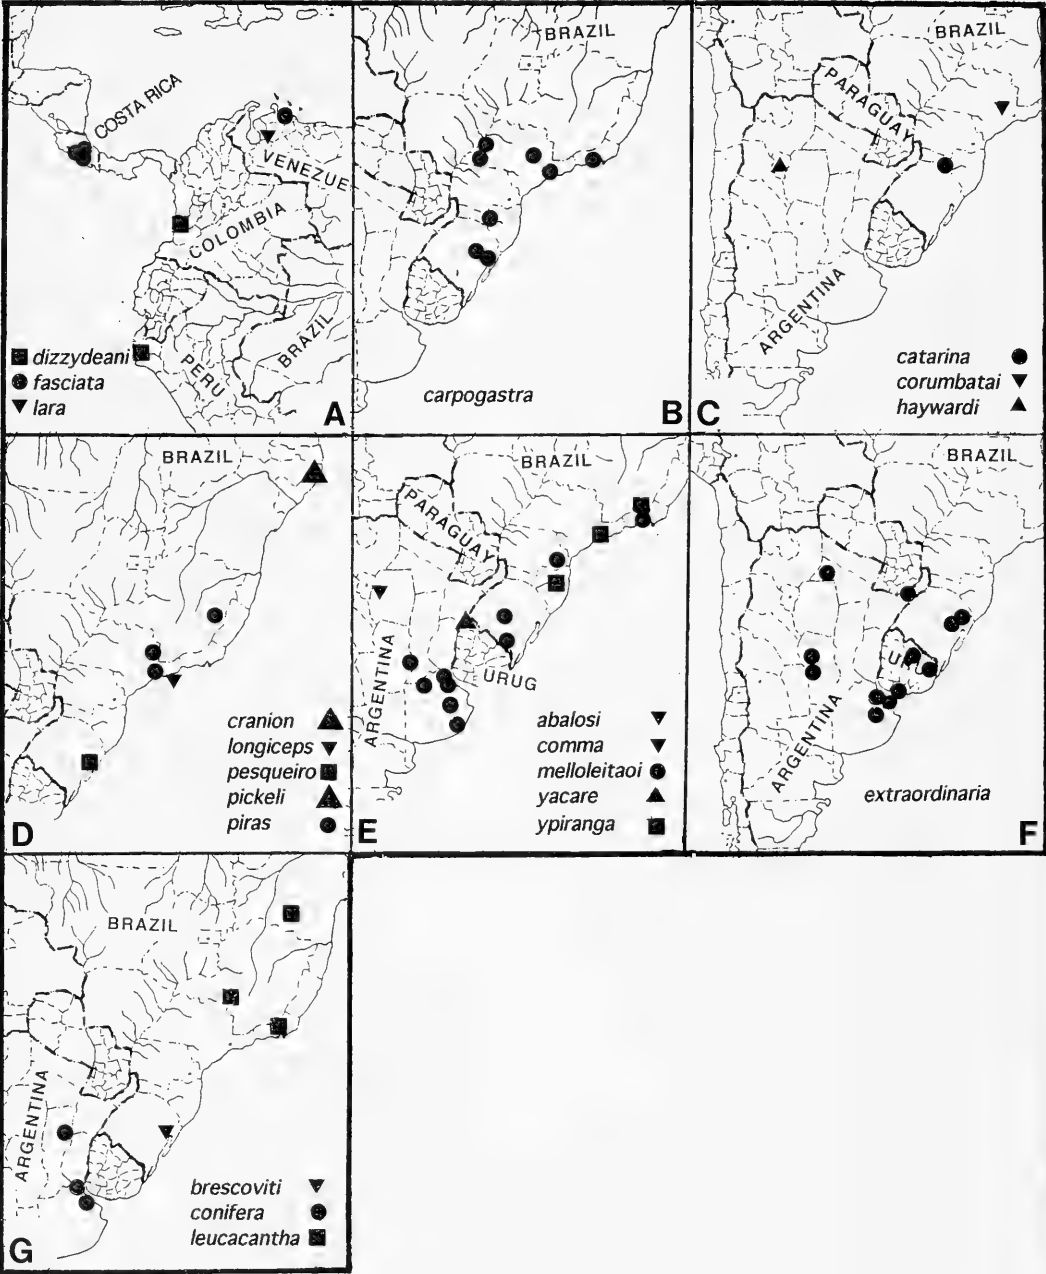 COSTA RICA
VENEZUE
COLOMBIA
BRAZIL
PERU
dizzydeani
fasciata
lara
A
BRAZIL
carpogastra
B
BRAZIL
PARAGUAY
ARGENTINA
catarina
corumbatai
haywardi
C
BRAZIL
cranion
longiceps
pesqueiro
pickeli
piras
D
BRAZIL
PARAGUAY
ARGENTINA
URUG
abalosi
comma
melloleitaoi
yacare
ypiranga
E
BRAZIL
URU
ARGENTINA
extraordinaria
F
BRAZIL
ARGENTINA
brescoviti
conifera
leucacantha
G